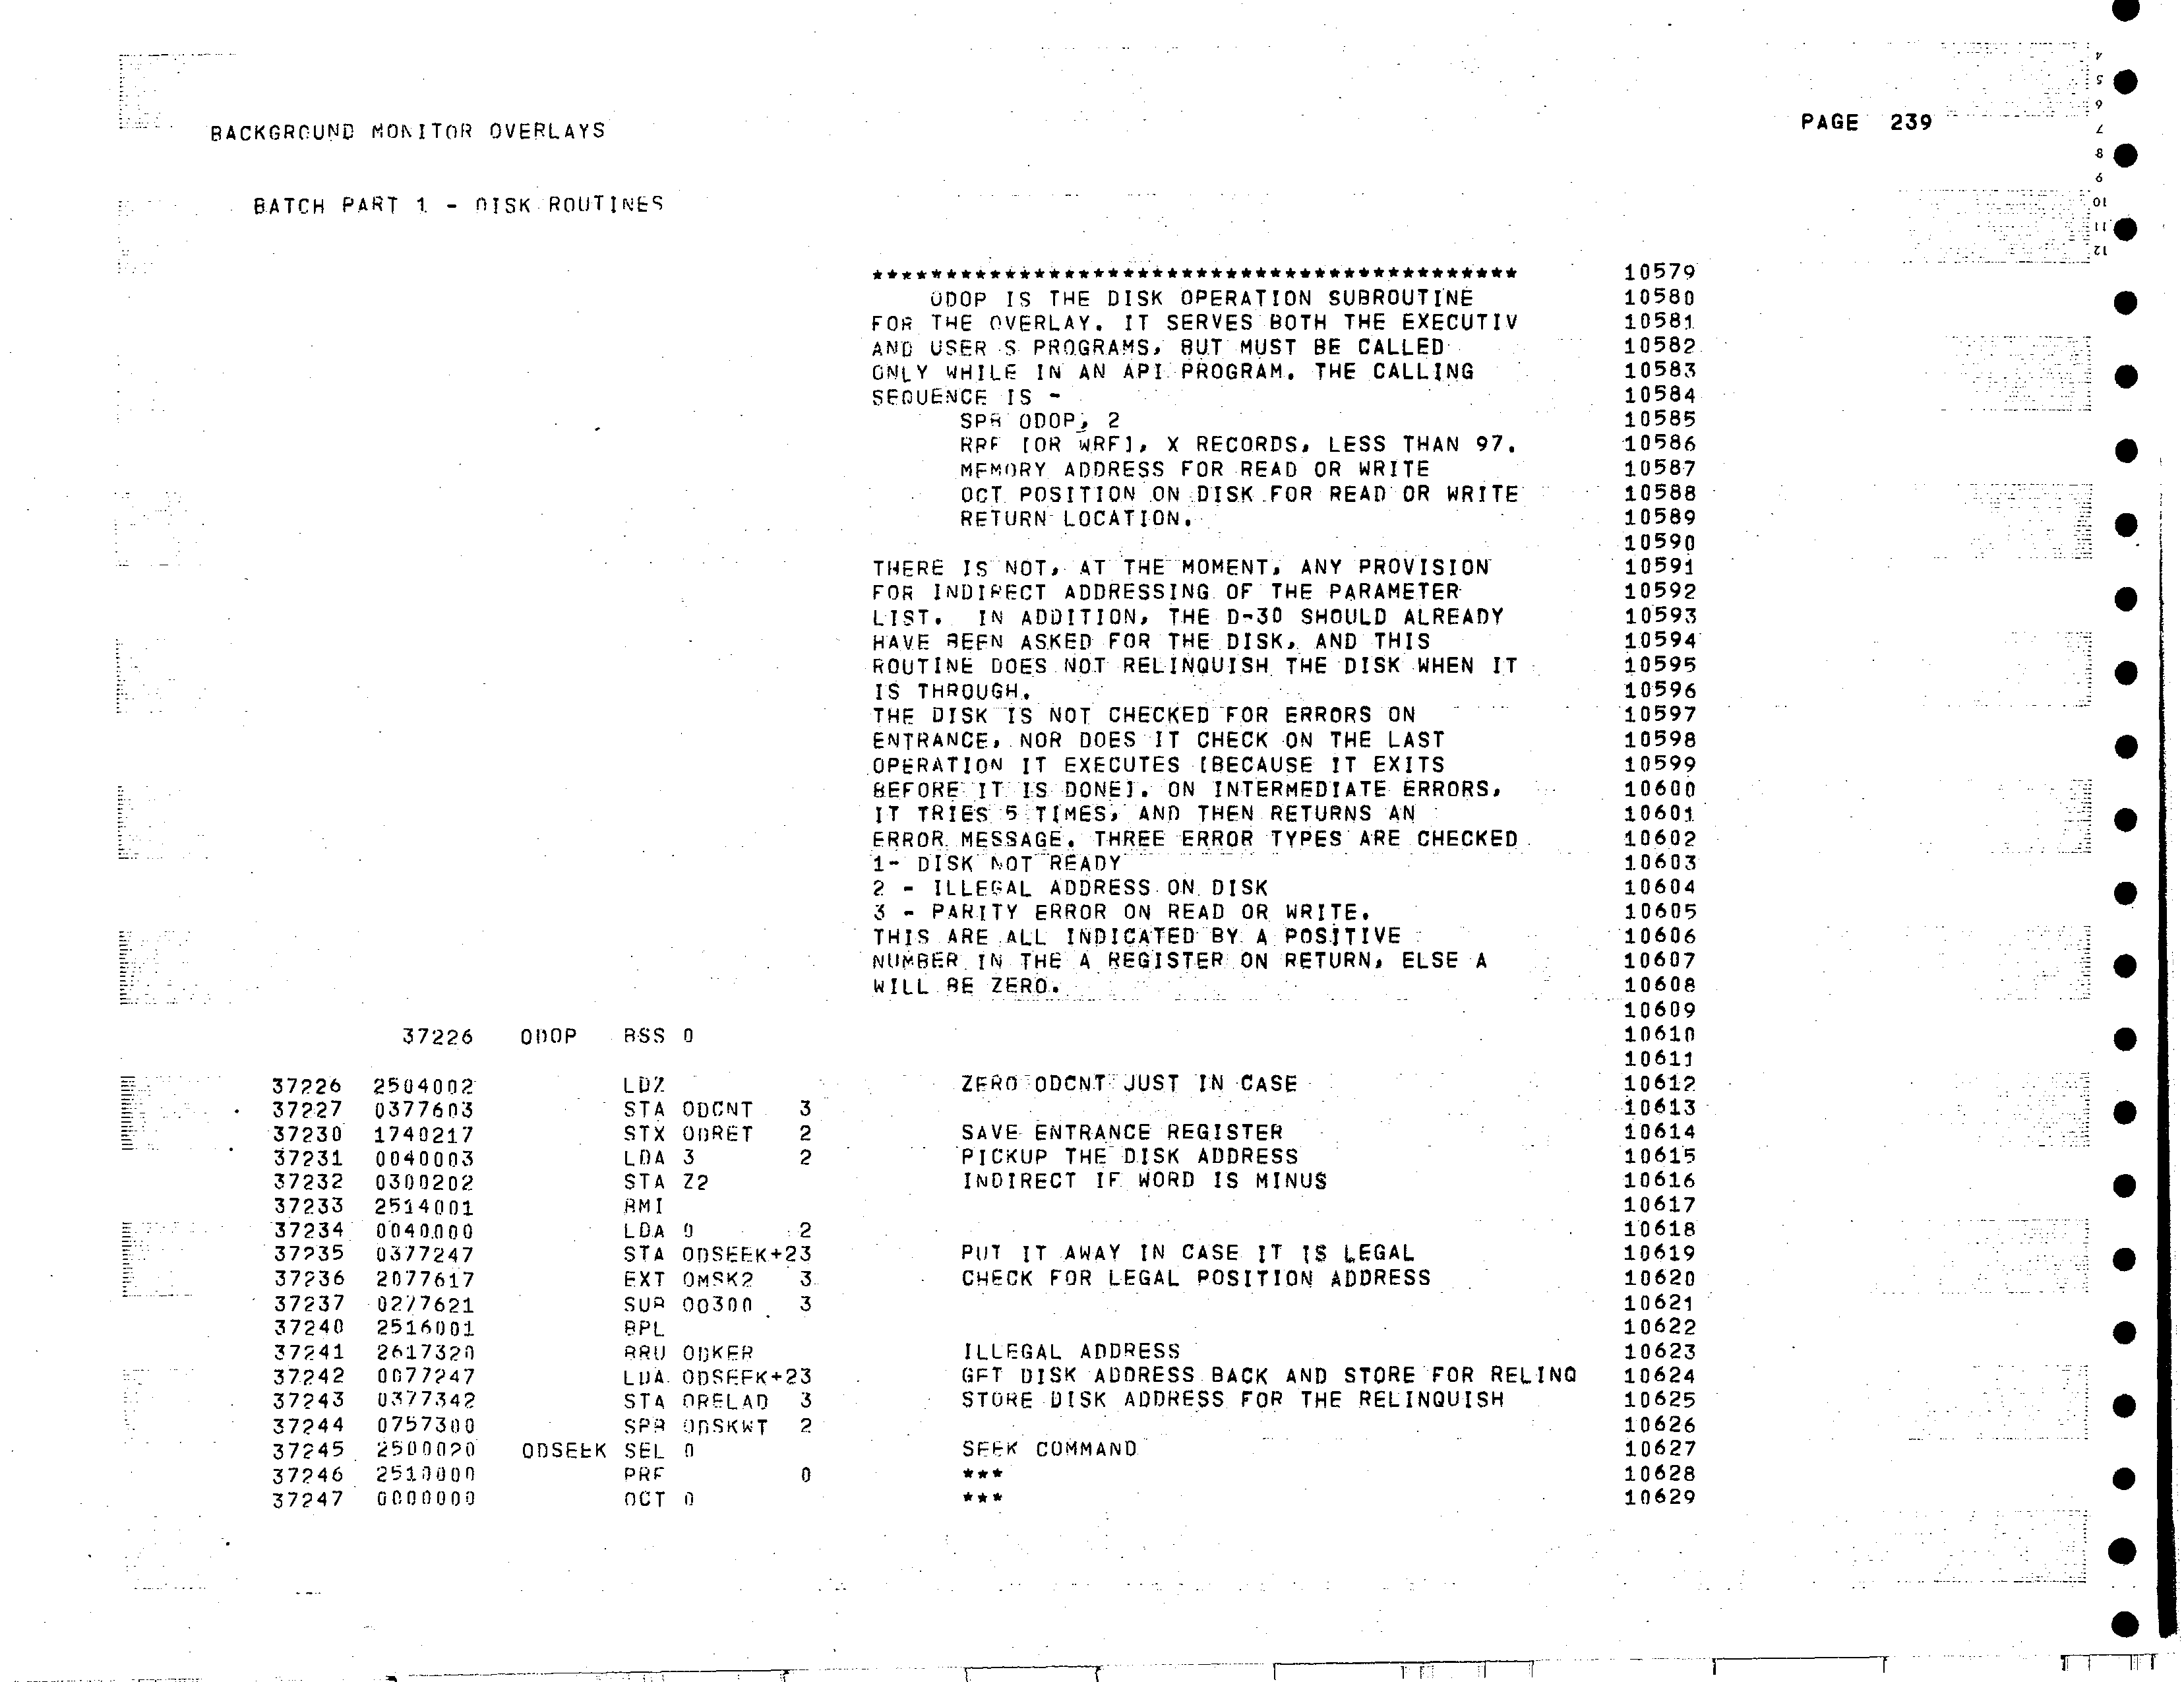 BACKGROUND MONITOR OVERLAYS PAGE 239
BATCH PART 1 - DISK ROUTINES
******************************************** 10579
ODOP IS THE DISK OPERATION SUBROUTINE 10580
FOR THE OVERLAY. IT SERVES BOTH THE EXECUTIV 10581
AND USER S PROGRAMS, BUT MUST BE CALLED 10582
ONLY WHILE IN AN API PROGRAM. THE CALLING 10583
SEQUENCE IS - 10584
SPB ODOP, 2 10585
RRF [OR WRF], X RECORDS, LESS THAN 97. 10586
MEMORY ADDRESS FOR READ OR WRITE 10587
OCT POSITION ON DISK FOR READ OR WRITE 10588
RETURN LOCATION. 10589
10590
THERE IS NOT, AT THE MOMENT, ANY PROVISION 10591
FOR INDIRECT ADDRESSING OF THE PARAMETER 10592
LIST. IN ADDITION, THE D-30 SHOULD ALREADY 10593
HAVE BEEN ASKED FOR THE DISK, AND THIS 10594
ROUTINE DOES NOT RELINQUISH THE DISK WHEN IT 10595
IS THROUGH. 10596
THE DISK IS NOT CHECKED FOR ERRORS ON 10597
ENTRANCE, NOR DOES IT CHECK ON THE LAST 10598
OPERATION IT EXECUTES [BECAUSE IT EXITS 10599
BEFORE IT IS DONE]. ON INTERMEDIATE ERRORS, 10600
IT TRIES 5 TIMES, AND THEN RETURNS AN 10601
ERROR MESSAGE. THREE ERROR TYPES ARE CHECKED 10602
1- DISK NOT READY 10603
2 - ILLEGAL ADDRESS ON DISK 10604
3 - PARITY ERROR ON READ OR WRITE. 10605
THIS ARE ALL INDICATED BY A POSITIVE 10606
NUMBER IN THE A REGISTER ON RETURN, ELSE A 10607
WILL BE ZERO. 10608
10609
37226 ODOP BSS 0 10610
10611
37226 2504002 LDZ ZERO ODCNT JUST IN CASE 10612
37227 0377603 STA ODCNT 3 10613
37230 1740217 STX ODRET 2 SAVE ENTRANCE REGISTER 10614
37231 0040003 LDA 3 2 PICKUP THE DISK ADDRESS 10615
37232 0300202 STA Z2 INDIRECT IF WORD IS MINUS 10616
37233 2514001 BMI 10617
37234 0040000 LDA 0 2 10618
37235 0377247 STA ODSEEK+23 PUT IT AWAY IN CASE IT IS LEGAL 10619
37236 2077617 EXT OMSK2 3 CHECK FOR LEGAL POSITION ADDRESS 10620
37237 0277621 SUB OO300 3 10621
37240 2516001 BPL 10622
37241 2617320 BRU ODKER ILLEGAL ADDRESS 10623
37242 0077247 LDA ODSEEK+23 GET DISK ADDRESS BACK AND STORE FOR RELINQ 10624
37243 0377342 STA ORELAD 3 STORE DISK ADDRESS FOR THE RELINQUISH 10625
37244 0757300 SPB ODSKWT 2 10626
37245 2500020 ODSEEK SEL 0 SEEK COMMAND 10627
37246 2510000 PRF 0 *** 10628
37247 0000000 OCT 0 *** 10629
4
5
6
7
8
9
10
11
12